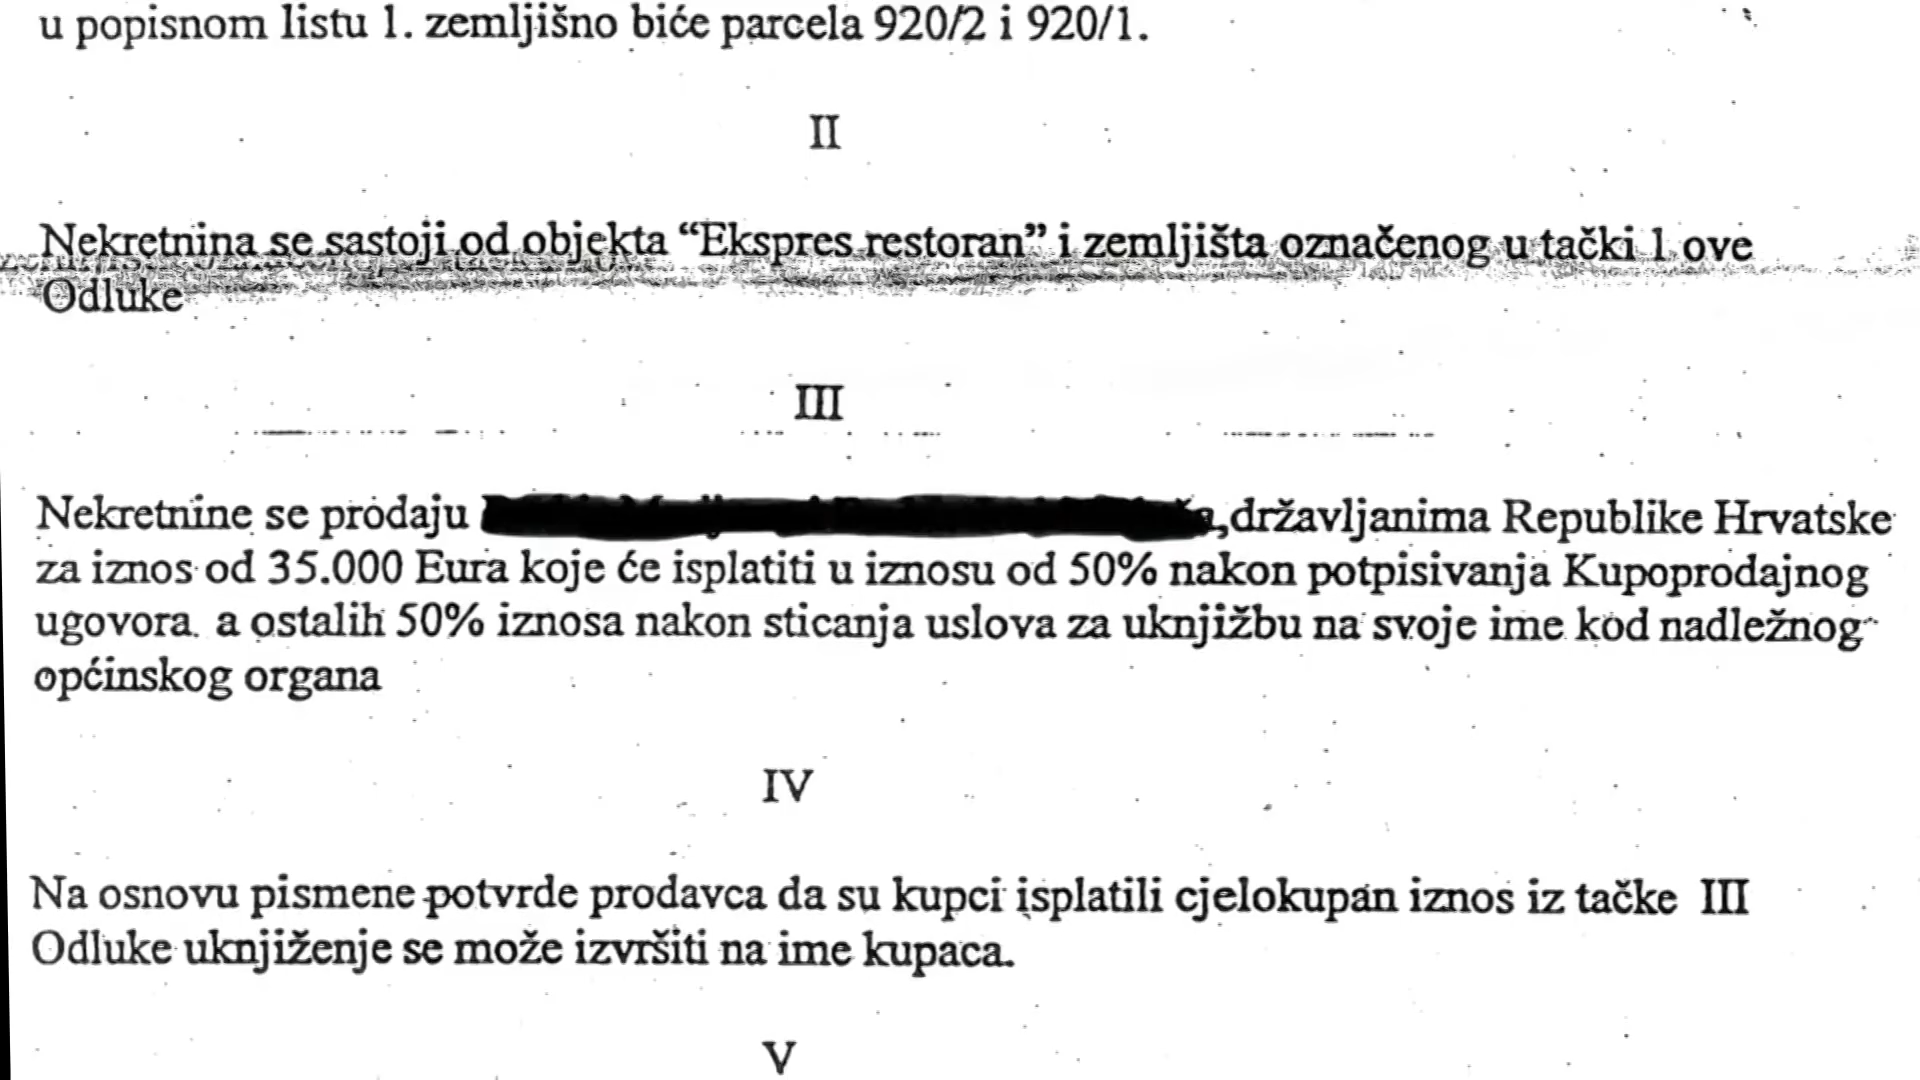 u popisnom listu 1. zemljišno biće parcela 920/2 i 920/1.
II
Nekretnina se sastoji od objekta “Ekspres restoran” i zemljišta označenog u tački 1 ove
Odluke
III
Nekretnine se prodaju ,državljanima Republike Hrvatske
za iznos od 35.000 Eura koje će isplatiti u iznosu od 50% nakon potpisivanja Kupoprodajnog
ugovora. a ostalih 50% iznosa nakon sticanja uslova za uknjižbu na svoje ime kod nadležnog
općinskog organa
IV
Na osnovu pismene potvrde prodavca da su kupci isplatili cjelokupan iznos iz tačke III
Odluke uknjiženje se može izvršiti na ime kupaca.
V